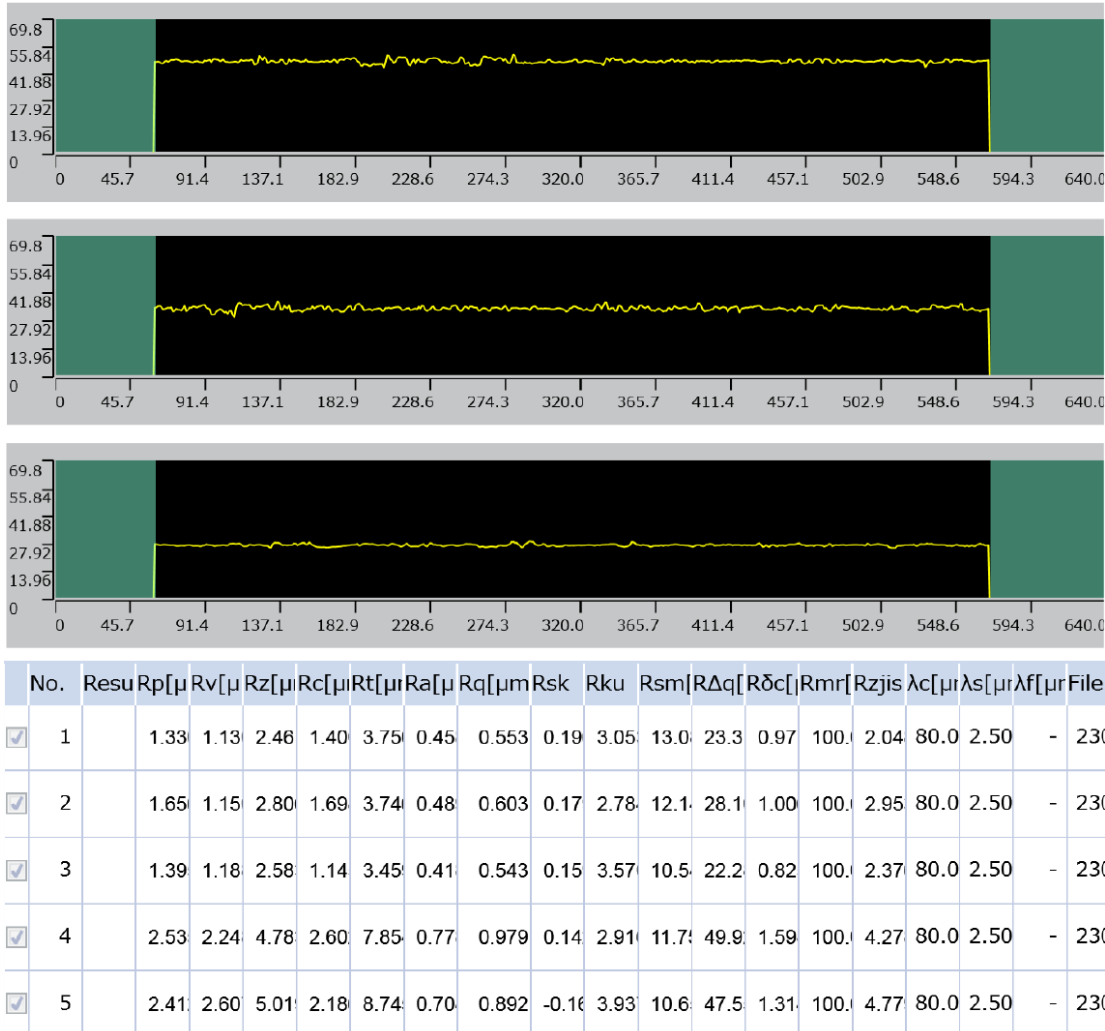 69.8
55.84
41.88
27.92
13.96
0
0 45.7 91.4 137.1 182.9 228.6 274.3 320.0 365.7 411.4 457.1 502.9 548.6 594.3 640.0
69.8
55.84
41.88
27.92
13.96
0
0 45.7 91.4 137.1 182.9 228.6 274.3 320.0 365.7 411.4 457.1 502.9 548.6 594.3 640.0
69.8
55.84
41.88
27.92
13.96
0
0 45.7 91.4 137.1 182.9 228.6 274.3 320.0 365.7 411.4 457.1 502.9 548.6 594.3 640.0
No. Resu Rp[μ Rv[μ Rz[μ Rc[μ Rt[μ Ra[μ Rq[μm Rsk Rku Rsm[ RΔq[ Rδc[ Rmr[ Rzjis λc[μ λs[μ λf[μ File
1 1.33 1.13 2.46 1.40 3.75 0.45 0.553 0.19 3.05 13.0 23.3 0.97 100. 2.04 80.0 2.50 - 230
2 1.65 1.15 2.80 1.69 3.74 0.48 0.603 0.17 2.78 12.1 28.1 1.00 100. 2.95 80.0 2.50 - 230
3 1.39 1.18 2.58 1.14 3.45 0.41 0.543 0.15 3.57 10.5 22.2 0.82 100. 2.37 80.0 2.50 - 230
4 2.53 2.24 4.78 2.60 7.85 0.77 0.979 0.14 2.91 11.7 49.9 1.59 100. 4.27 80.0 2.50 - 230
5 2.41 2.60 5.01 2.18 8.74 0.70 0.892 -0.16 3.93 10.6 47.5 1.31 100. 4.77 80.0 2.50 - 230